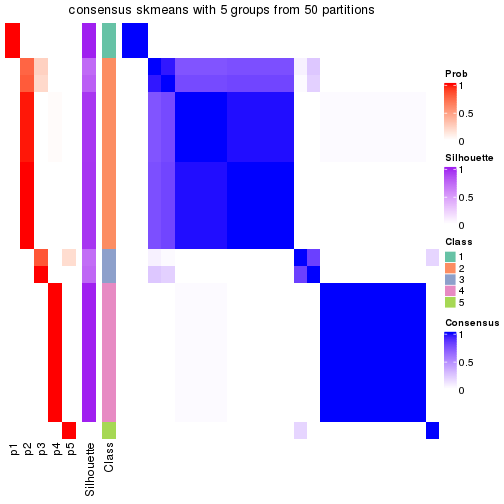 consensus skmeans with 5 groups from 50 partitions
Prob
1
0.5
0
Silhouette
1
0.5
0
Class
1
2
3
4
5
Consensus
1
0.5
0
p1
p2
p3
p4
p5
Silhouette
Class